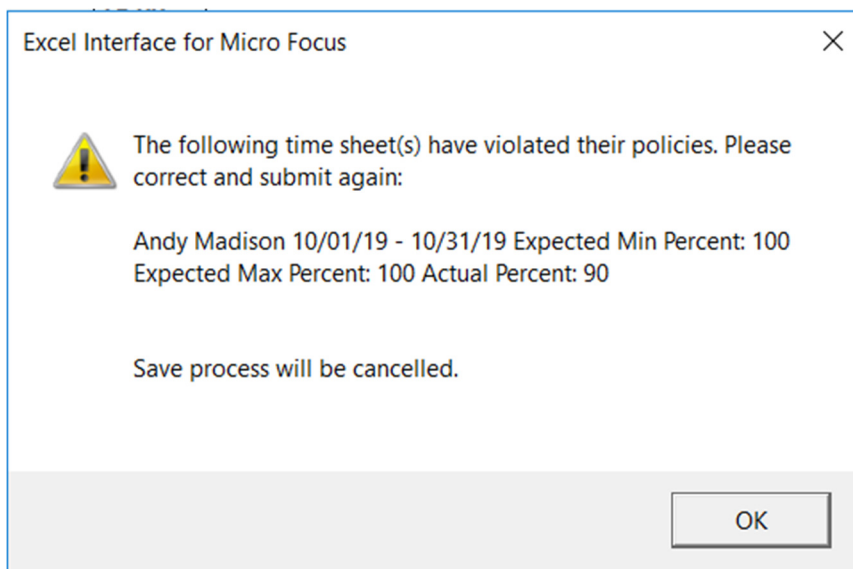 Excel Interface for Micro Focus
The following time sheet(s) have violated their policies. Please
correct and submit again:
Andy Madison 10/01/19 - 10/31/19 Expected Min Percent: 100
Expected Max Percent: 100 Actual Percent: 90
Save process will be cancelled.
OK